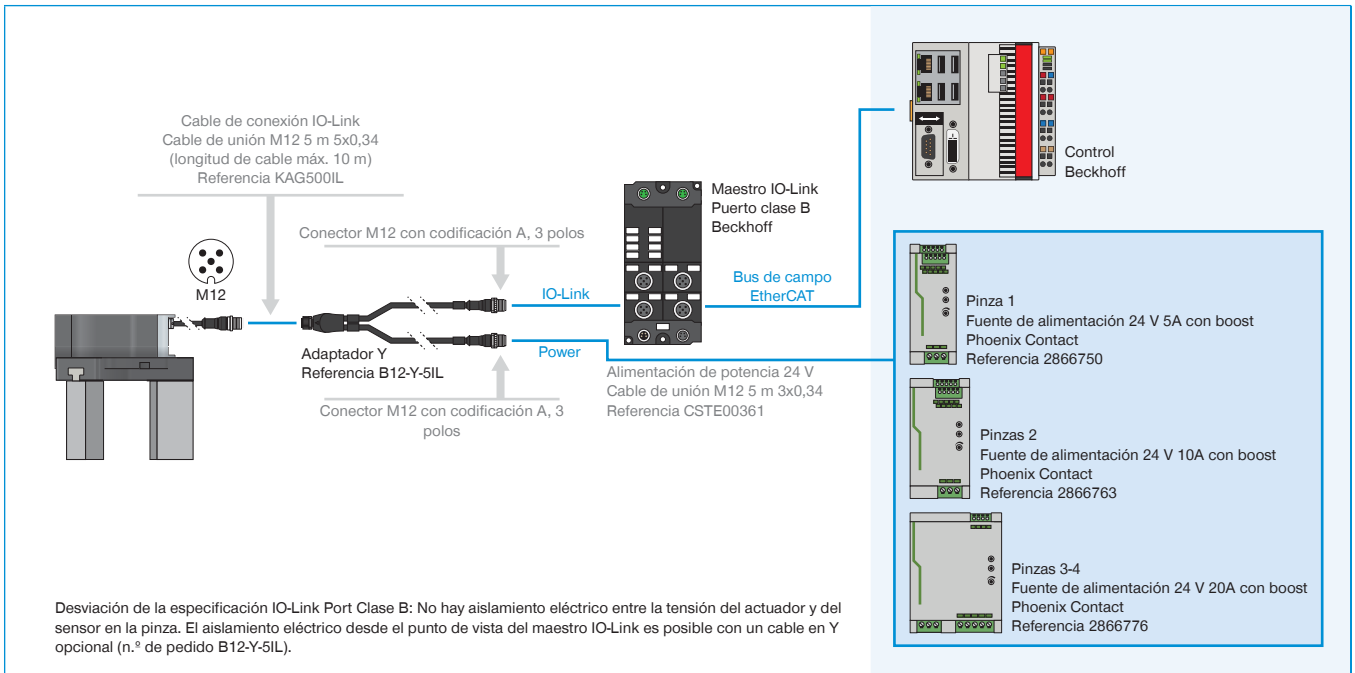 Cable de conexión IO-Link
Cable de unión M12 5 m 5x0,34
(longitud de cable máx. 10 m)
Referencia KAG500IL
M12
Conector M12 con codificación A, 3 polos
IO-Link
Power
Adaptador Y
Referencia B12-Y-5IL
Conector M12 con codificación A, 3
polos
Maestro IO-Link
Puerto clase B
Beckhoff
Bus de campo
EtherCAT
Alimentación de potencia 24 V
Cable de unión M12 5 m 3x0,34
Referencia CSTE00361
Control
Beckhoff
Pinza 1
Fuente de alimentación 24 V 5A con boost
Phoenix Contact
Referencia 2866750
Pinzas 2
Fuente de alimentación 24 V 10A con boost
Phoenix Contact
Referencia 2866763
Pinzas 3-4
Fuente de alimentación 24 V 20A con boost
Phoenix Contact
Referencia 2866776
Desviación de la especificación IO-Link Port Clase B: No hay aislamiento eléctrico entre la tensión del actuador y del
sensor en la pinza. El aislamiento eléctrico desde el punto de vista del maestro IO-Link es posible con un cable en Y
opcional (n.º de pedido B12-Y-5IL).